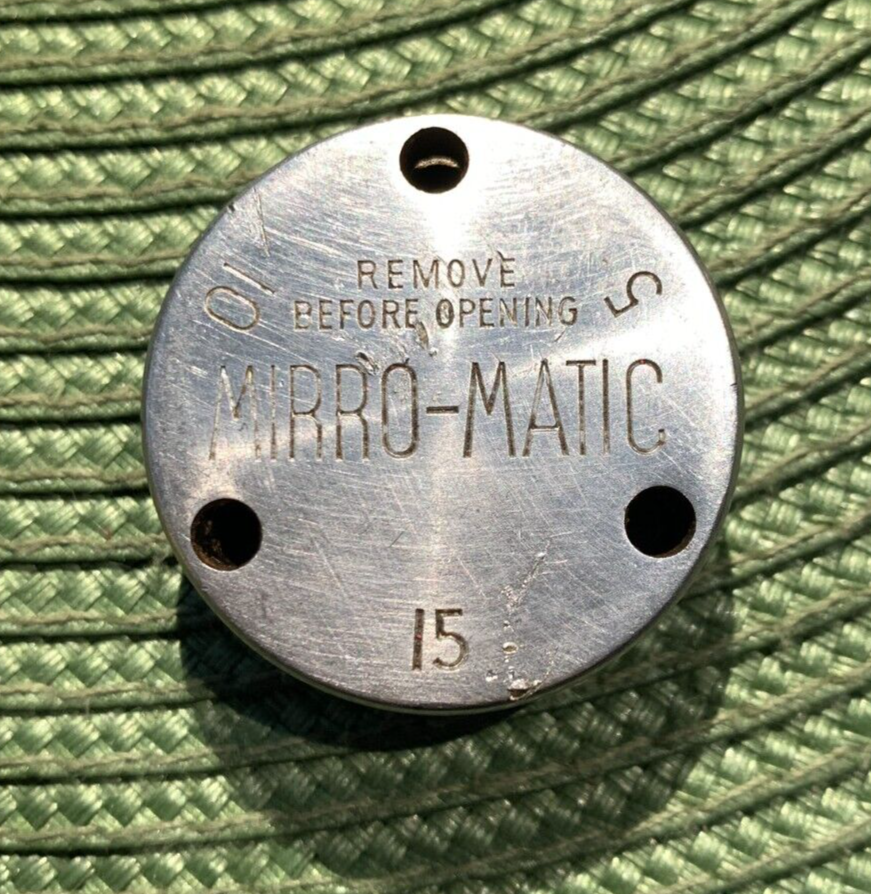 REMOVE
BEFORE OPENING
10
5
MIRRO-MATIC
15